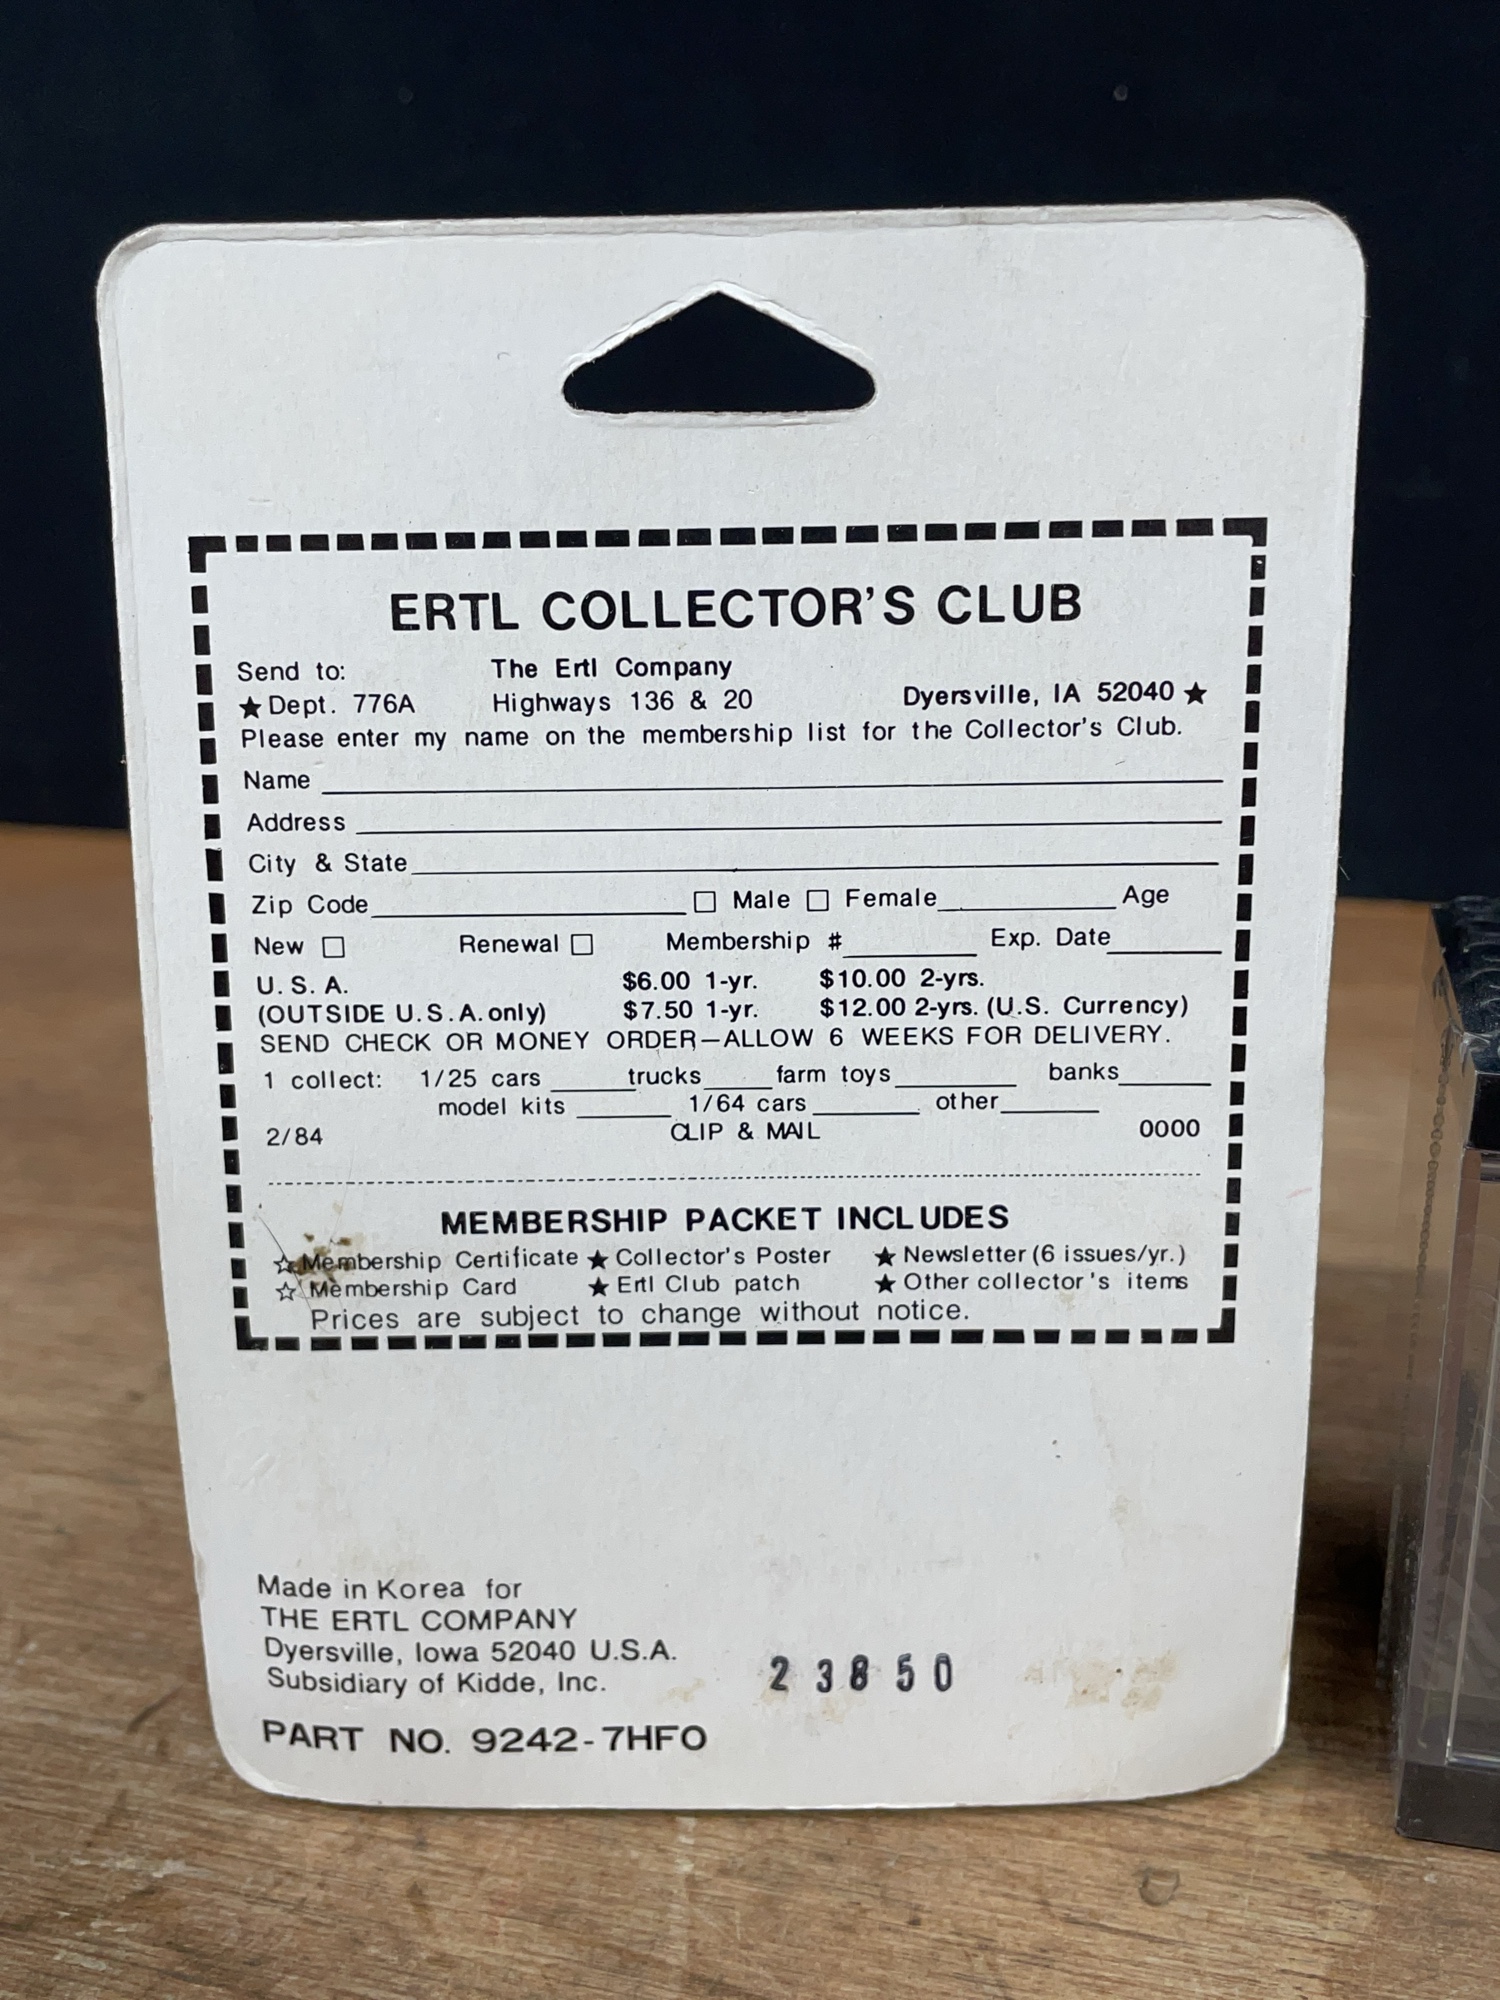 ERTL COLLECTOR'S CLUB
Send to: The Ertl Company
★ Dept. 776A Highways 136 & 20 Dyersville, IA 52040 ★
Please enter my name on the membership list for the Collector's Club.
Name
Address
City & State
Zip Code □ Male □ Female Age
New □ Renewal □ Membership # Exp. Date
U.S.A. $6.00 1-yr. $10.00 2-yrs.
(OUTSIDE U.S.A. only) $7.50 1-yr. $12.00 2-yrs. (U.S. Currency)
SEND CHECK OR MONEY ORDER—ALLOW 6 WEEKS FOR DELIVERY.
1 collect: 1/25 cars trucks farm toys banks
model kits 1/64 cars other
2/84 CLIP & MAIL 0000
MEMBERSHIP PACKET INCLUDES
☆ Membership Certificate ★ Collector's Poster ★ Newsletter (6 issues/yr.)
☆ Membership Card ★ Ertl Club patch ★ Other collector's items
Prices are subject to change without notice.
Made in Korea for
THE ERTL COMPANY
Dyersville, Iowa 52040 U.S.A.
Subsidiary of Kidde, Inc.
23850
PART NO. 9242-7HFO